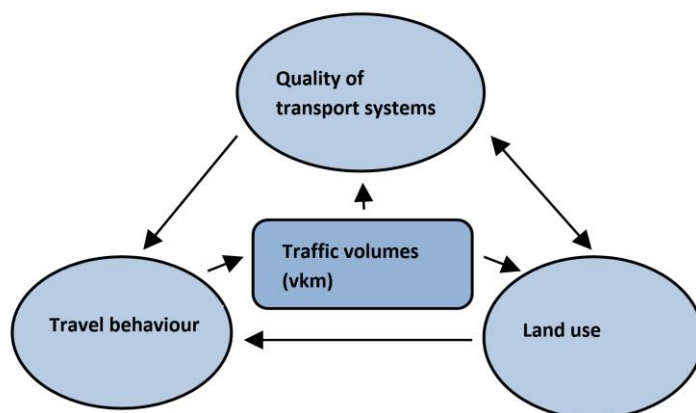 Quality of
transport systems
Traffic volumes
(vkm)
Travel behaviour
Land use